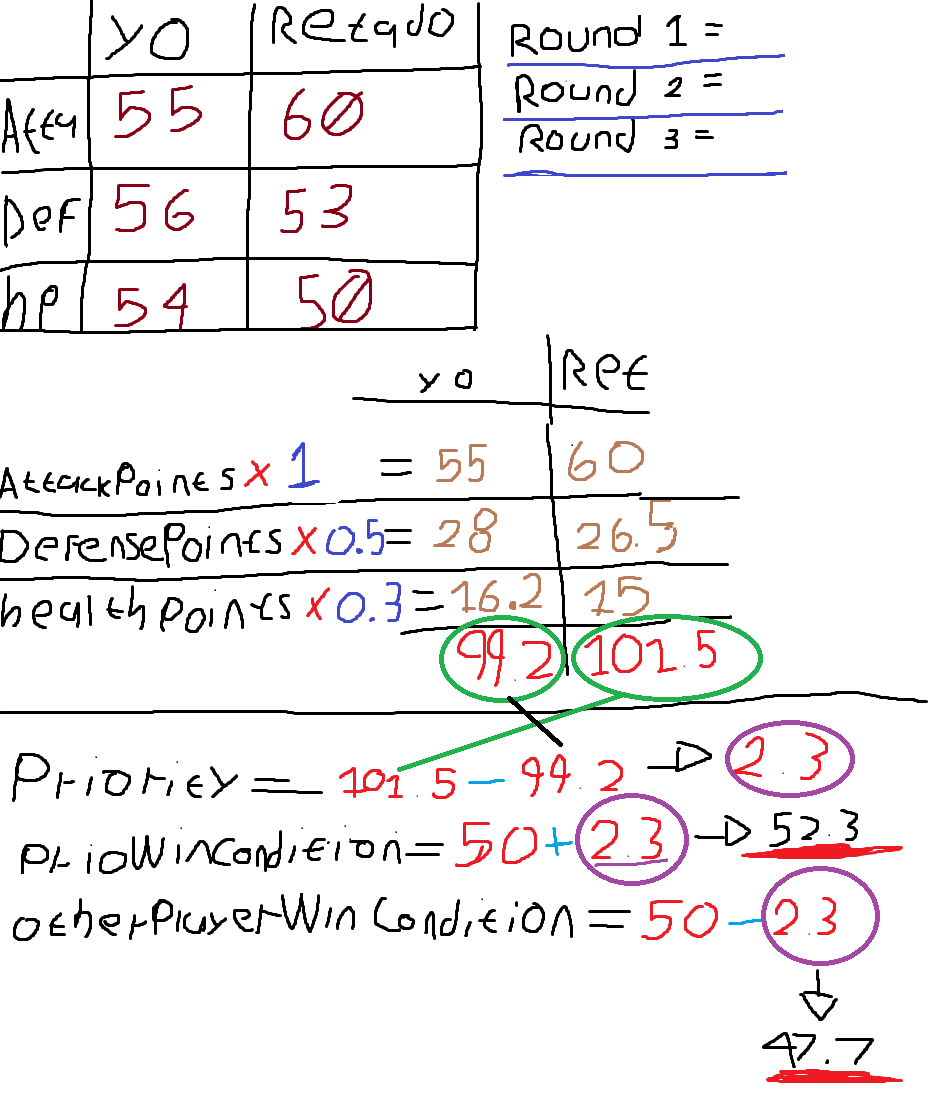 yo Retado
Atta 55 60
Def 56 53
hp 54 50
Round 1 =
Round 2 =
Round 3 =
yo Ret
AttackPoints x 1 = 55 60
DefensePoints x 0.5 = 28 26.5
healthpoints x 0.3 = 16.2 15
99.2 101.5
Priority = 101.5 - 99.2 → 2.3
PrioWinCondition = 50 + 2.3 → 52.3
otherPlayerWinCondition = 50 - 2.3
47.7